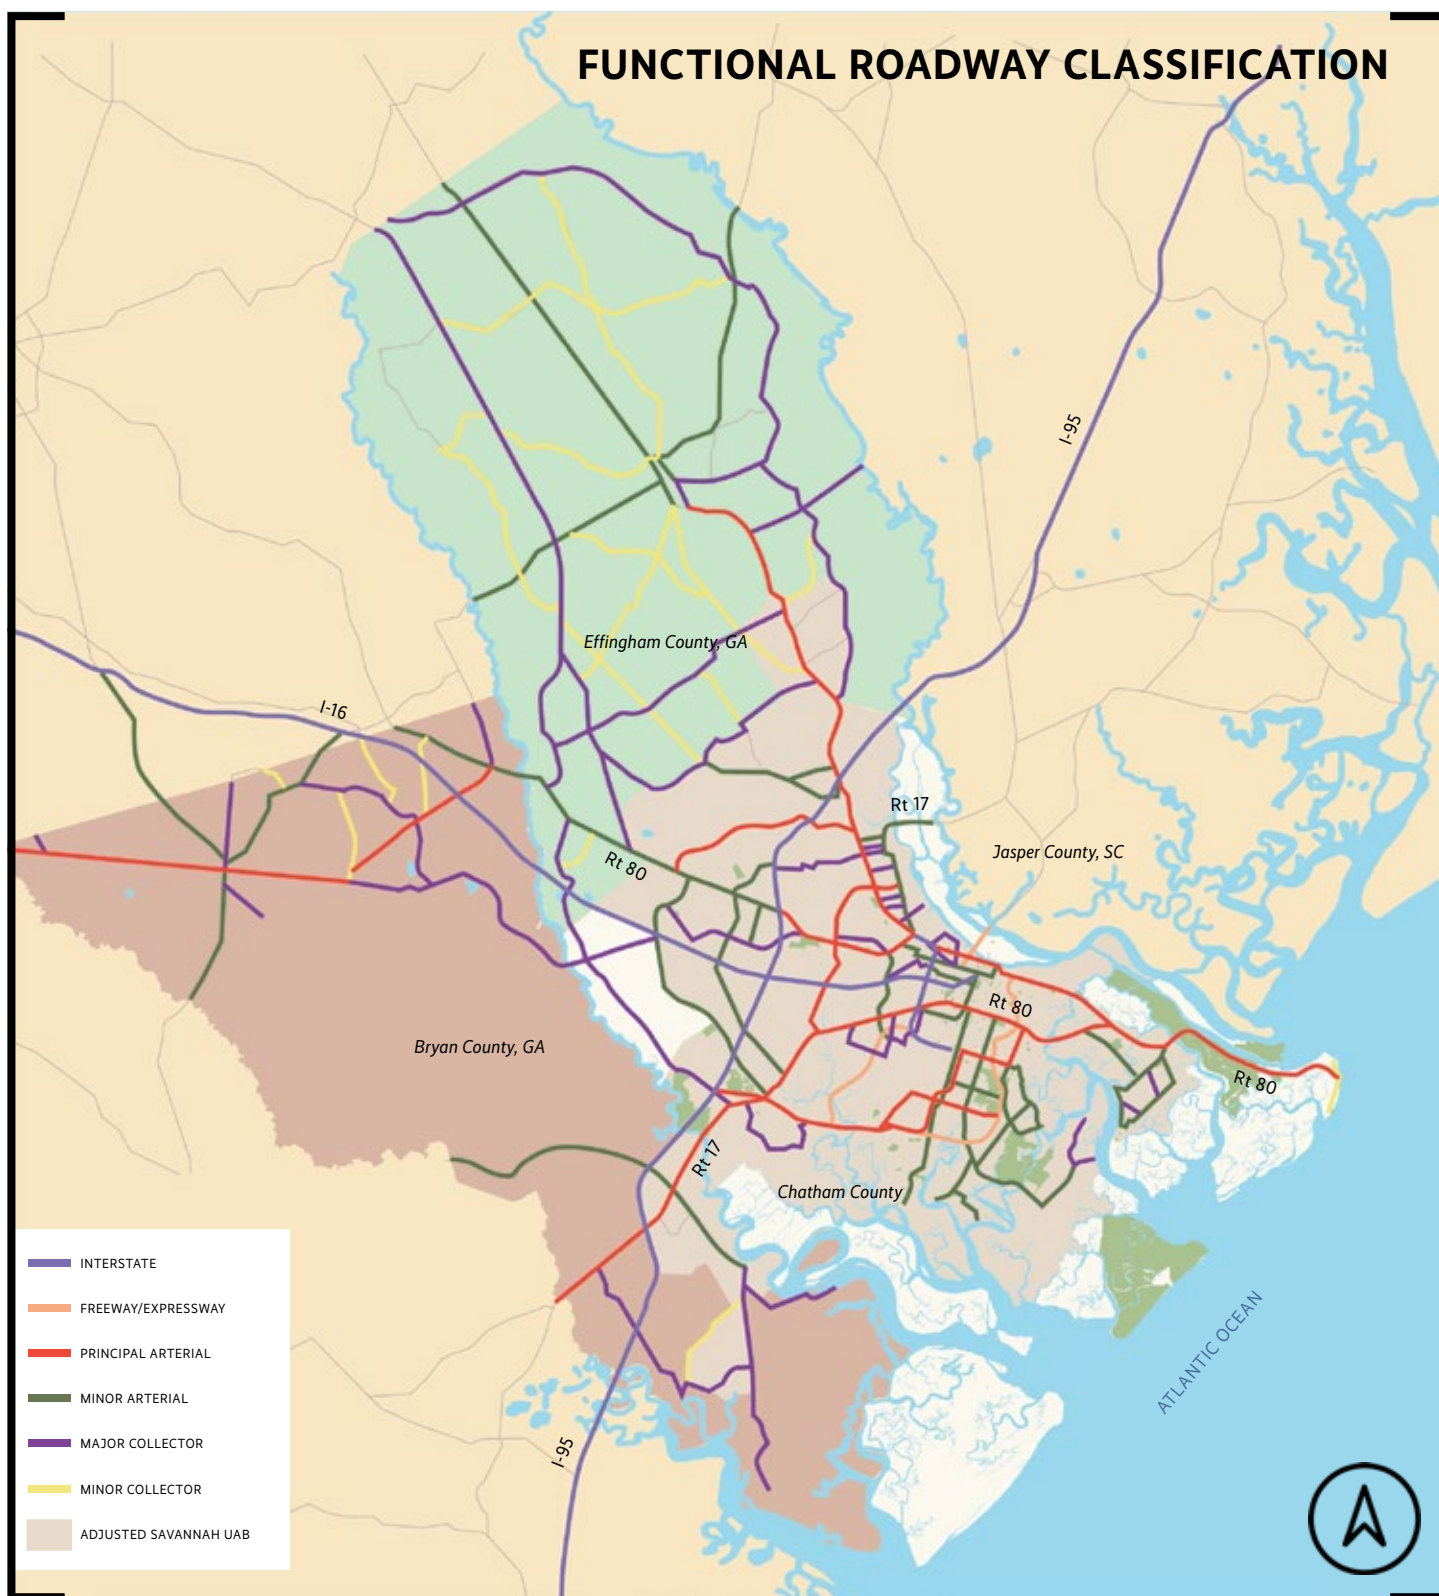 FUNCTIONAL ROADWAY CLASSIFICATION
I-95
Effingham County, GA
I-16
Rt 17
Rt 80
Jasper County, SC
Rt 80
Bryan County, GA
Rt 80
Rt 17
Chatham County
ATLANTIC OCEAN
I-95
INTERSTATE
FREEWAY/EXPRESSWAY
PRINCIPAL ARTERIAL
MINOR ARTERIAL
MAJOR COLLECTOR
MINOR COLLECTOR
ADJUSTED SAVANNAH UAB